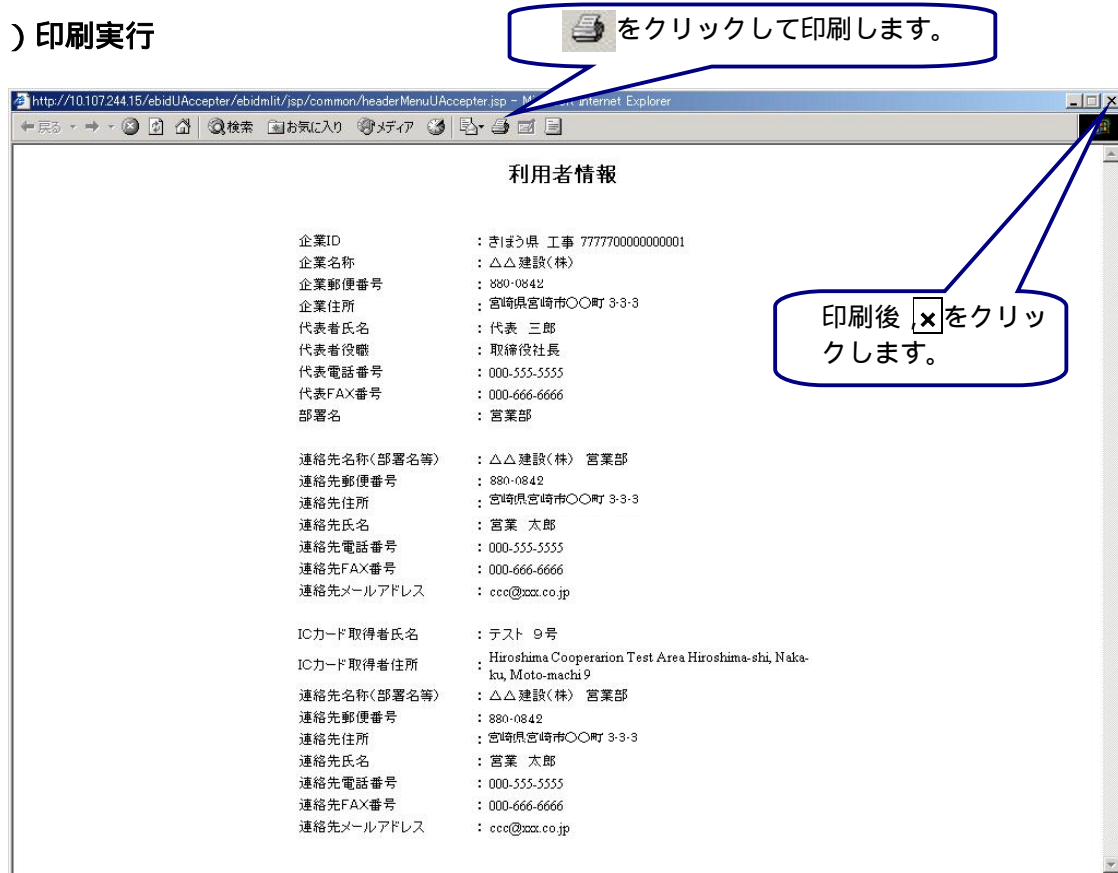 )印刷実行
をクリックして印刷します。
http://10.107.244.15/ebidUAccepter/ebidmlit/jsp/common/headerMenuUAccepter.jsp - Microsoft Internet Explorer
戻る 検索 お気に入り メディア
利用者情報
企業ID : きぼう県 工事 7777700000000001
企業名称 : △△建設(株)
企業郵便番号 : 880-0842
企業住所 : 宮崎県宮崎市〇〇町 3-3-3
代表者氏名 : 代表 三郎
代表者役職 : 取締役社長
代表電話番号 : 000-555-5555
代表FAX番号 : 000-666-6666
部署名 : 営業部
印刷後,×をクリッ
クします。
連絡先名称(部署名等) : △△建設(株) 営業部
連絡先郵便番号 : 880-0842
連絡先住所 : 宮崎県宮崎市〇〇町 3-3-3
連絡先氏名 : 営業 太郎
連絡先電話番号 : 000-555-5555
連絡先FAX番号 : 000-666-6666
連絡先メールアドレス : ccc@xxx.co.jp
ICカード取得者氏名 : テスト 9号
ICカード取得者住所 : Hiroshima Cooperarion Test Area Hiroshima-shi, Naka-
ku, Moto-machi 9
連絡先名称(部署名等) : △△建設(株) 営業部
連絡先郵便番号 : 880-0842
連絡先住所 : 宮崎県宮崎市〇〇町 3-3-3
連絡先氏名 : 営業 太郎
連絡先電話番号 : 000-555-5555
連絡先FAX番号 : 000-666-6666
連絡先メールアドレス : ccc@xxx.co.jp